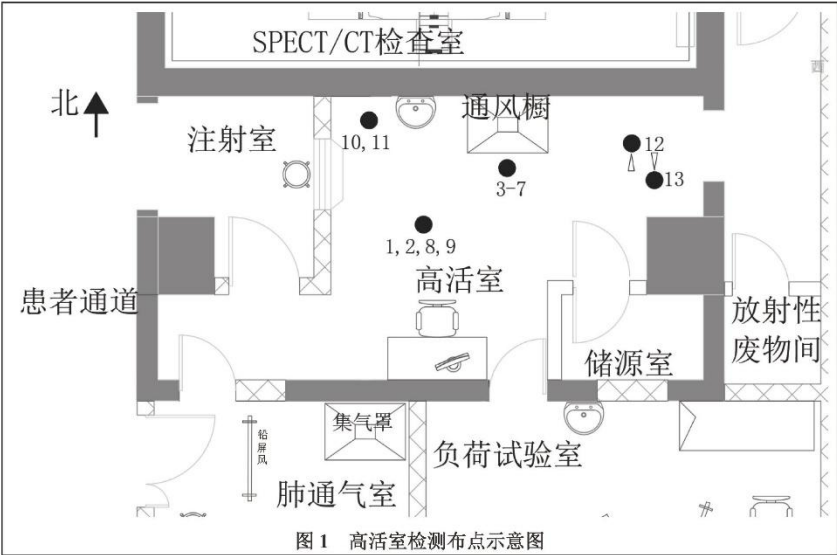 SPECT/CT检查室
北
注射室
通风橱
10,11
12
3-7
13
1,2,8,9
高活室
患者通道
放射性
废物间
储源室
集气罩
铅屏风
负荷试验室
肺通气室
图 1 高活室检测布点示意图